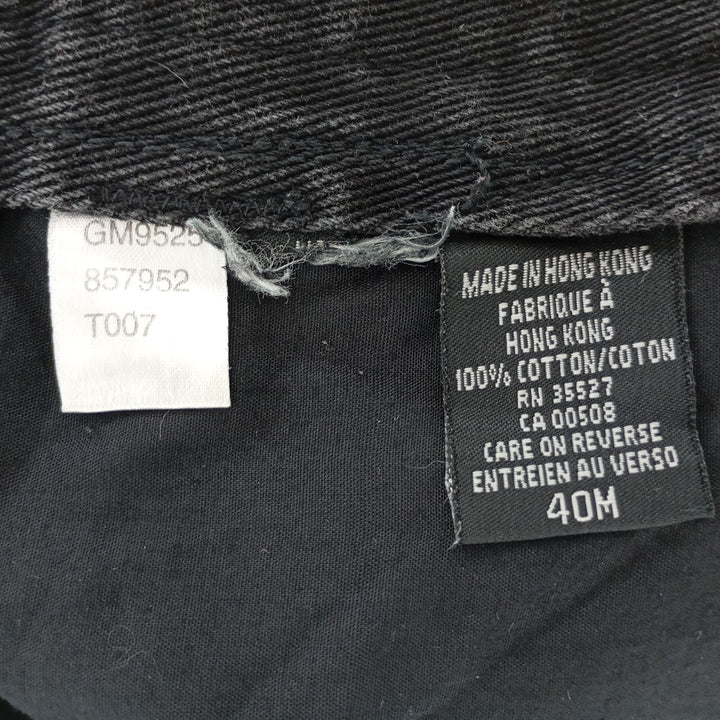 GM9525
857952
T007
MADE IN HONG KONG
FABRIQUE À
HONG KONG
100% COTTON/COTON
RN 35527
CA 00508
CARE ON REVERSE
ENTREIEN AU VERSO
40M